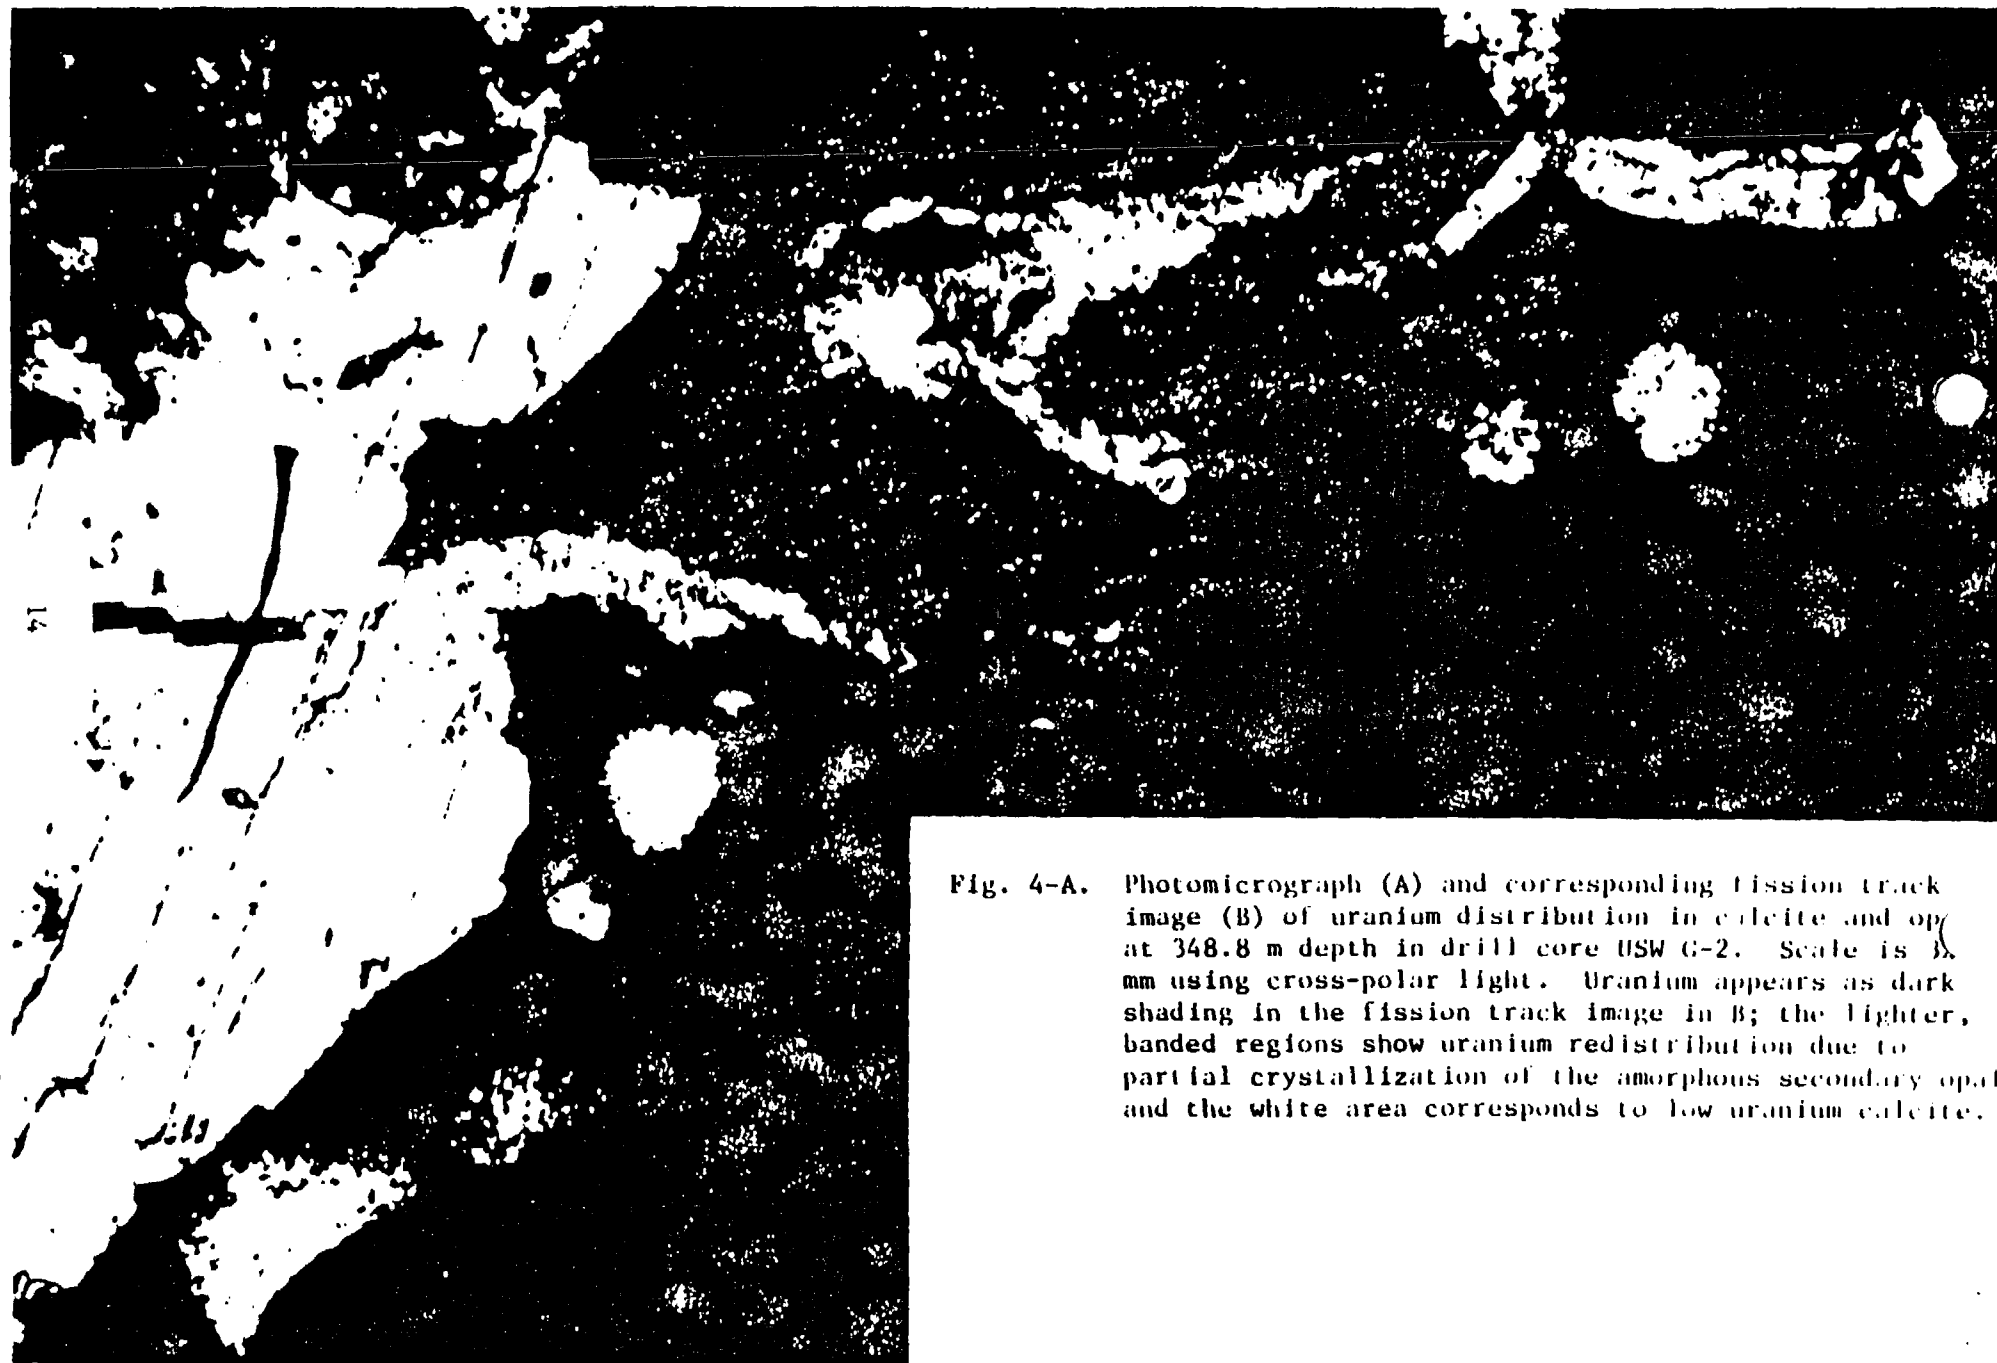 14
Fig. 4-A. Photomicrograph (A) and corresponding fission track
image (B) of uranium distribution in calcite and
at 348.8 m depth in drill core USW G-2. Scale is
mm using cross-polar light. Uranium appears as dark
shading in the fission track image in B; the lighter,
banded regions show uranium redistribution due to
partial crystallization of the amorphous secondary opal
and the white area corresponds to low uranium calcite.